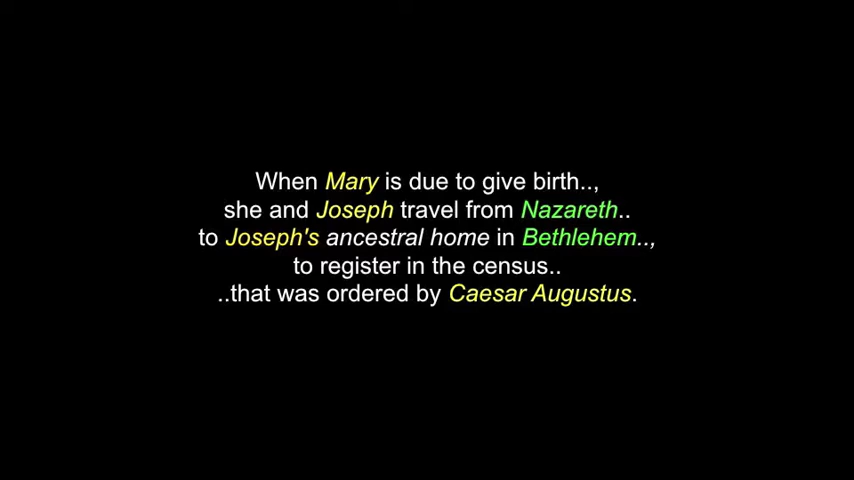 When Mary is due to give birth..,
she and Joseph travel from Nazareth..
to Joseph's ancestral home in Bethlehem..,
to register in the census..
..that was ordered by Caesar Augustus.